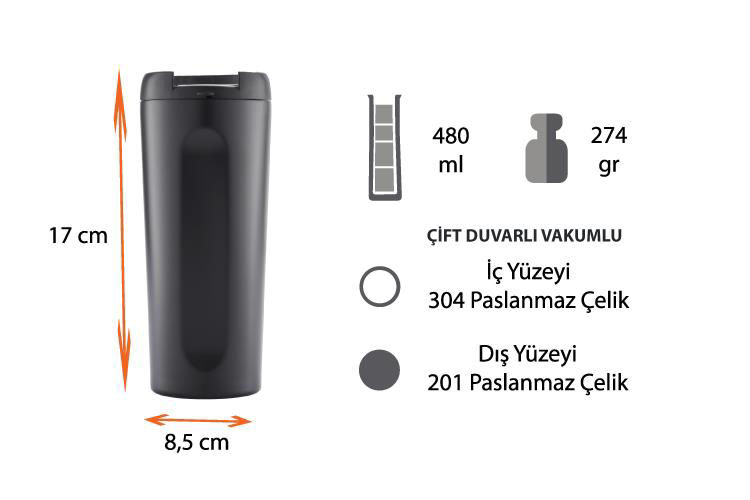 17 cm
8,5 cm
480
ml
274
gr
ÇİFT DUVARLI VAKUMLU
İç Yüzeyi
304 Paslanmaz Çelik
Dış Yüzeyi
201 Paslanmaz Çelik